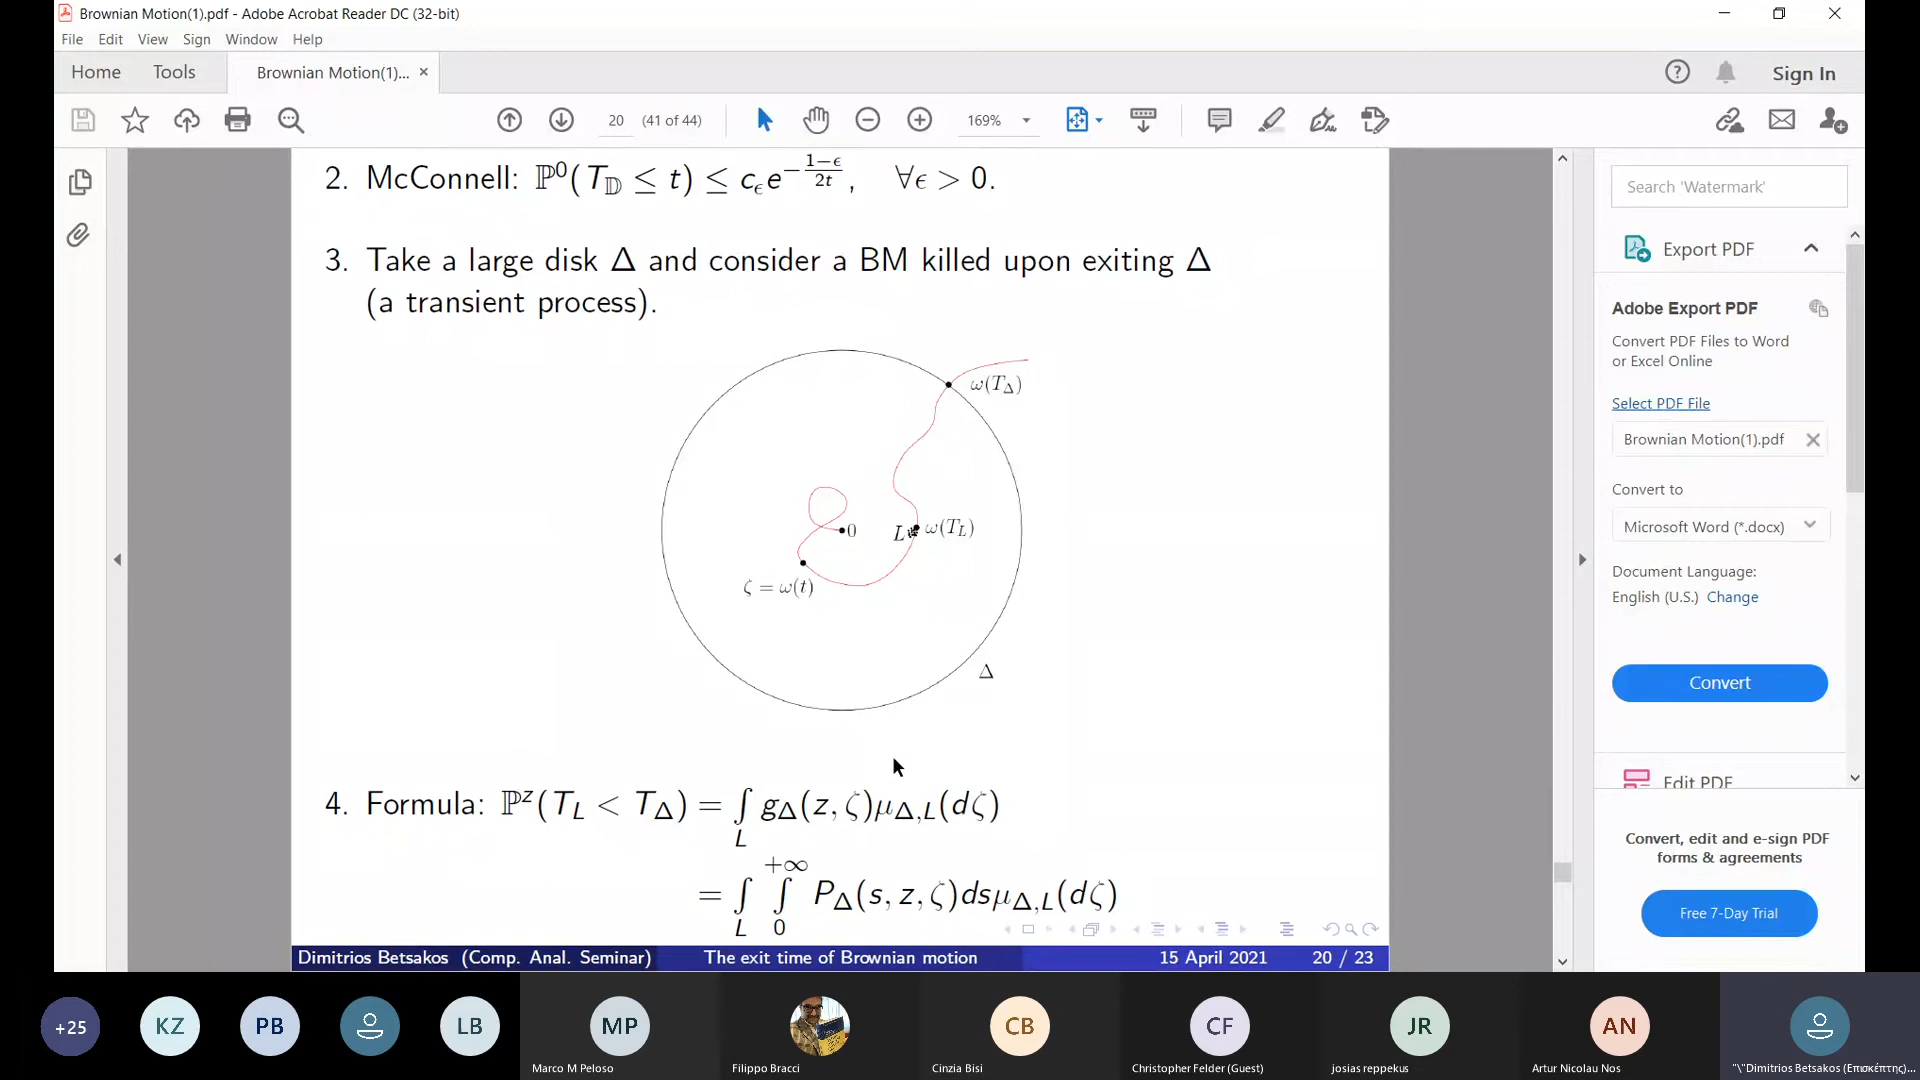 Brownian Motion(1).pdf - Adobe Acrobat Reader DC (32-bit)
File Edit View Sign Window Help
Home Tools Brownian Motion(1)... × Sign In
20 (41 of 44) 169%
2. McConnell: ℙ⁰(T_𝔻 ≤ t) ≤ c_ϵ e^{-\frac{1-ϵ}{2t}}, ∀ϵ > 0.
3. Take a large disk Δ and consider a BM killed upon exiting Δ
(a transient process).
ω(T_Δ)
0
L
ω(T_L)
ζ = ω(t)
Δ
4. Formula: ℙ^z(T_L < T_Δ) = ∫_L g_Δ(z, ζ)μ_{Δ,L}(dζ)
= ∫_L ∫_0^{+∞} P_Δ(s, z, ζ)dsμ_{Δ,L}(dζ)
Dimitrios Betsakos (Comp. Anal. Seminar) The exit time of Brownian motion 15 April 2021 20 / 23
Search 'Watermark'
Export PDF
Adobe Export PDF
Convert PDF Files to Word
or Excel Online
Select PDF File
Brownian Motion(1).pdf
Convert to
Microsoft Word (*.docx)
Document Language:
English (U.S.) Change
Convert
Edit PDF
Convert, edit and e-sign PDF
forms & agreements
Free 7-Day Trial
+25 KZ PB LB MP CB CF JR AN
Marco M Peloso Filippo Bracci Cinzia Bisi Christopher Felder (Guest) josias reppekus Artur Nicolau Nos "\"Dimitrios Betsakos (Επισκέπτης)...